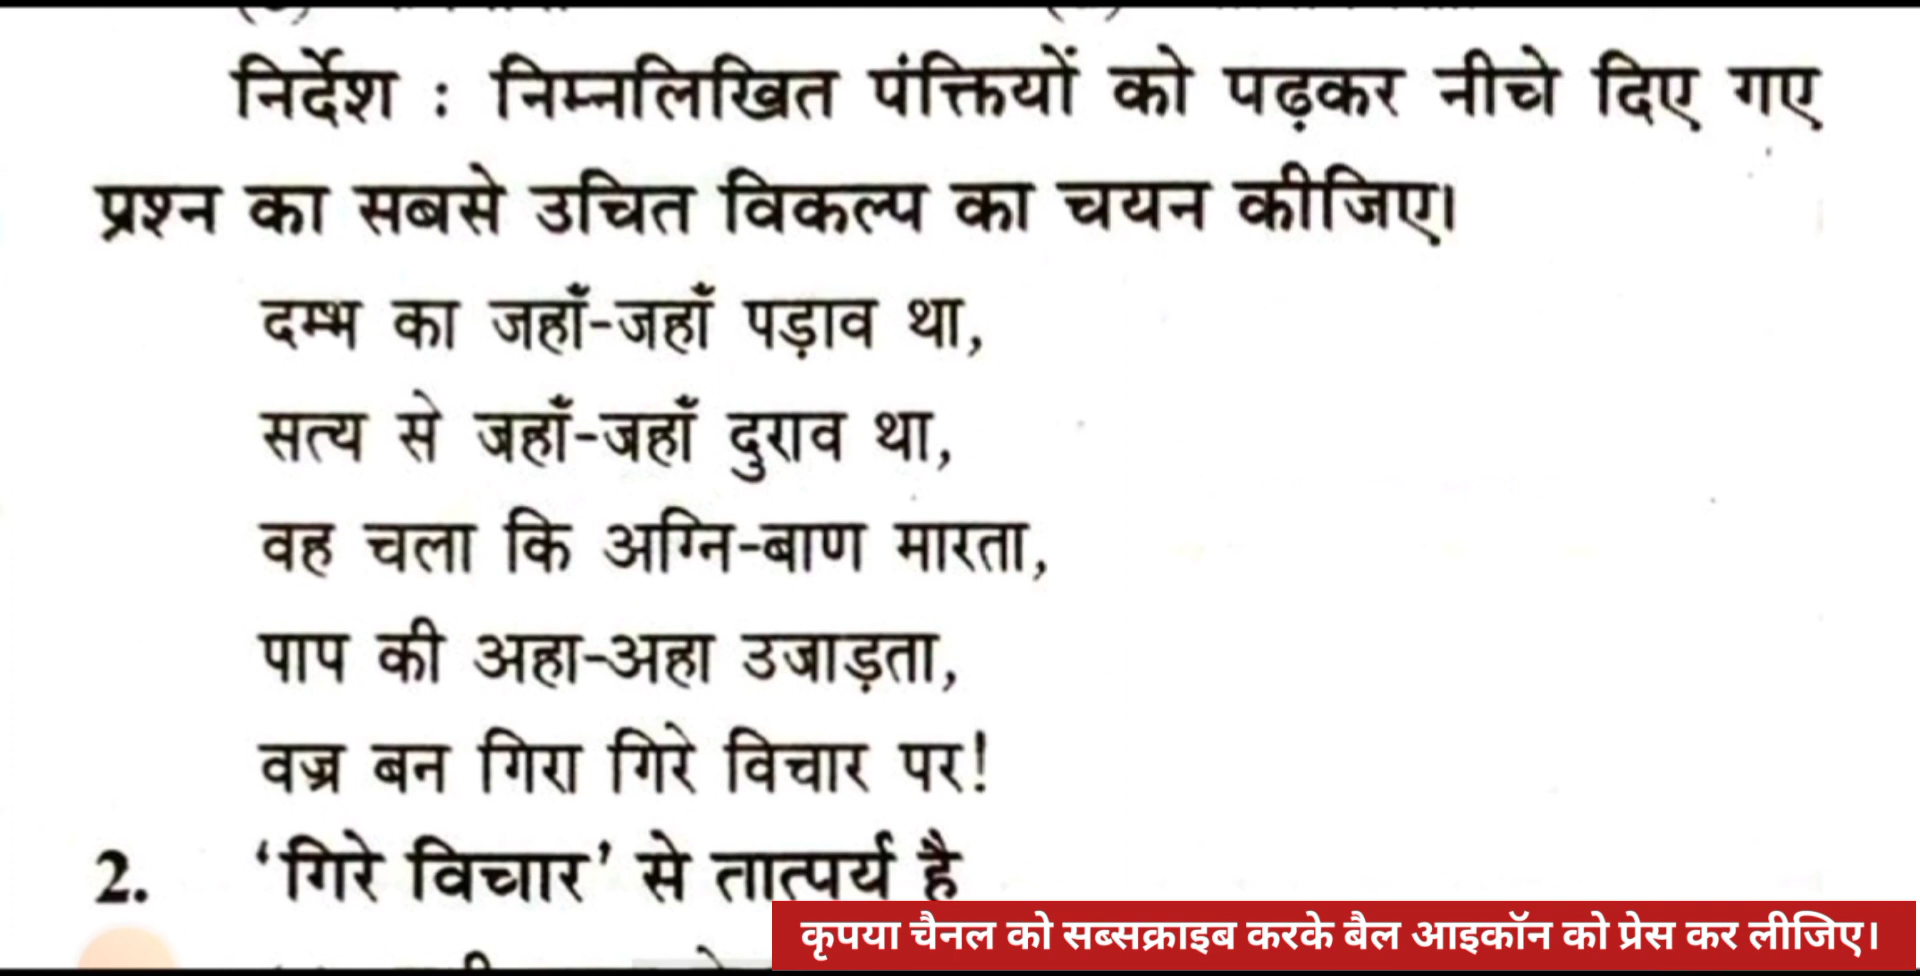 निर्देश : निम्नलिखित पंक्तियों को पढ़कर नीचे दिए गए
प्रश्न का सबसे उचित विकल्प का चयन कीजिए।
दम्भ का जहाँ-जहाँ पड़ाव था,
सत्य से जहाँ-जहाँ दुराव था,
वह चला कि अग्नि-बाण मारता,
पाप की अहा-अहा उजाड़ता,
वज्र बन गिरा गिरे विचार पर!
2. ‘गिरे विचार’ से तात्पर्य है
कृपया चैनल को सब्सक्राइब करके बैल आइकॉन को प्रेस कर लीजिए।